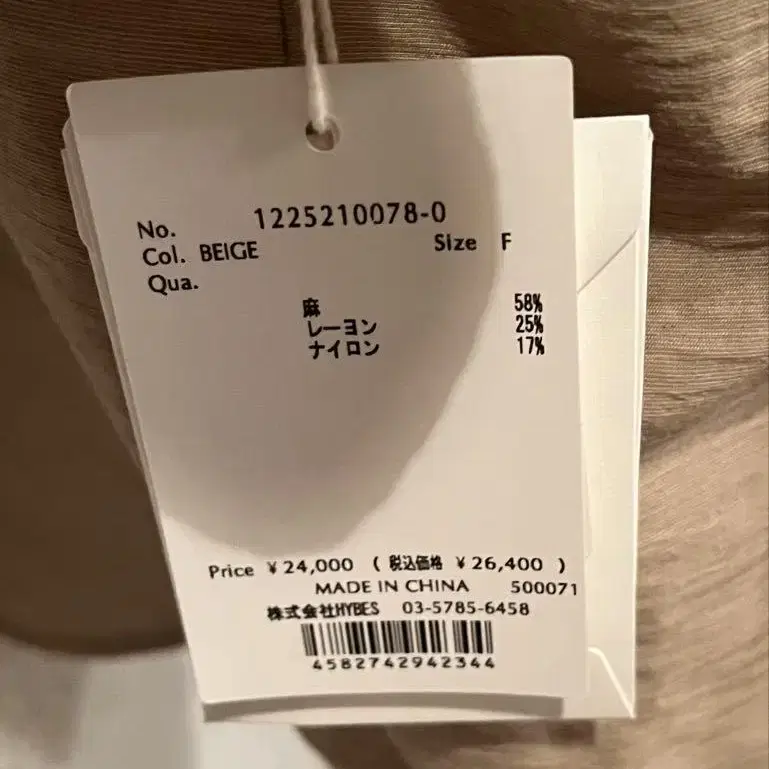 No. 1225210078-0
Col. BEIGE Size F
Qua.
麻 58%
レーヨン 25%
ナイロン 17%
Price ¥24,000 ( 税込価格 ¥26,400 )
MADE IN CHINA 500071
株式会社HYBES 03-5785-6458
4582742942344